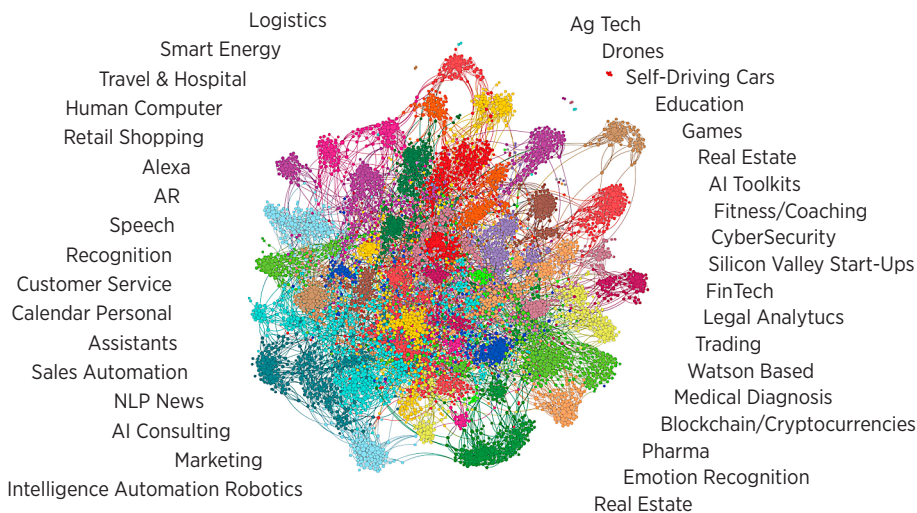 Logistics
Smart Energy
Travel & Hospital
Human Computer
Retail Shopping
Alexa
AR
Speech
Recognition
Customer Service
Calendar Personal
Assistants
Sales Automation
NLP News
AI Consulting
Marketing
Intelligence Automation Robotics
Ag Tech
Drones
Self-Driving Cars
Education
Games
Real Estate
AI Toolkits
Fitness/Coaching
CyberSecurity
Silicon Valley Start-Ups
FinTech
Legal Analytucs
Trading
Watson Based
Medical Diagnosis
Blockchain/Cryptocurrencies
Pharma
Emotion Recognition
Real Estate